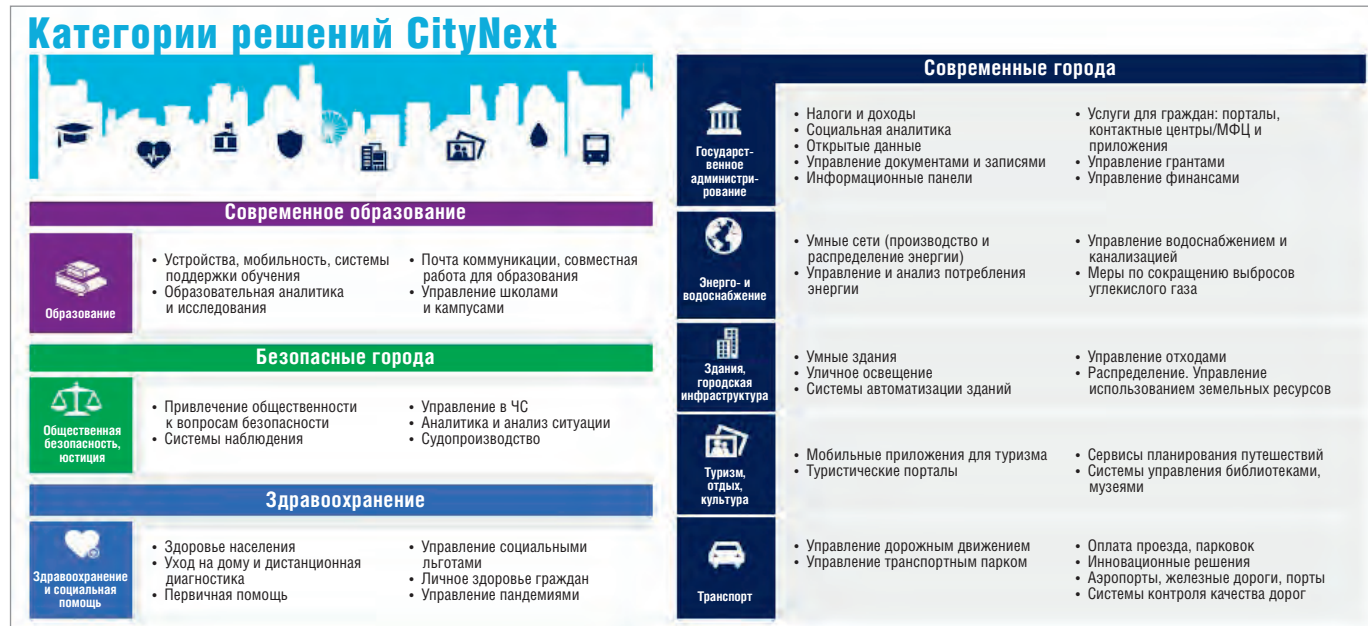 Категории решений CityNext
Современное образование
Образование
• Устройства, мобильность, системы
поддержки обучения
• Образовательная аналитика
и исследования
• Почта коммуникации, совместная
работа для образования
• Управление школами
и кампусами
Безопасные города
Общественная
безопасность,
юстиция
• Привлечение общественности
к вопросам безопасности
• Системы наблюдения
• Управление в ЧС
• Аналитика и анализ ситуации
• Судопроизводство
Здравоохранение
Здравоохранение
и социальная
помощь
• Здоровье населения
• Уход на дому и дистанционная
диагностика
• Первичная помощь
• Управление социальными
льготами
• Личное здоровье граждан
• Управление пандемиями
Современные города
Государст-
венное
администри-
рование
• Налоги и доходы
• Социальная аналитика
• Открытые данные
• Управление документами и записями
• Информационные панели
• Услуги для граждан: порталы,
контактные центры/МФЦ и
приложения
• Управление грантами
• Управление финансами
Энерго- и
водоснабжение
• Умные сети (производство и
распределение энергии)
• Управление и анализ потребления
энергии
• Управление водоснабжением и
канализацией
• Меры по сокращению выбросов
углекислого газа
Здания,
городская
инфраструктура
• Умные здания
• Уличное освещение
• Системы автоматизации зданий
• Управление отходами
• Распределение. Управление
использованием земельных ресурсов
Туризм,
отдых,
культура
• Мобильные приложения для туризма
• Туристические порталы
• Сервисы планирования путешествий
• Системы управления библиотеками,
музеями
Транспорт
• Управление дорожным движением
• Управление транспортным парком
• Оплата проезда, парковок
• Инновационные решения
• Аэропорты, железные дороги, порты
• Системы контроля качества дорог